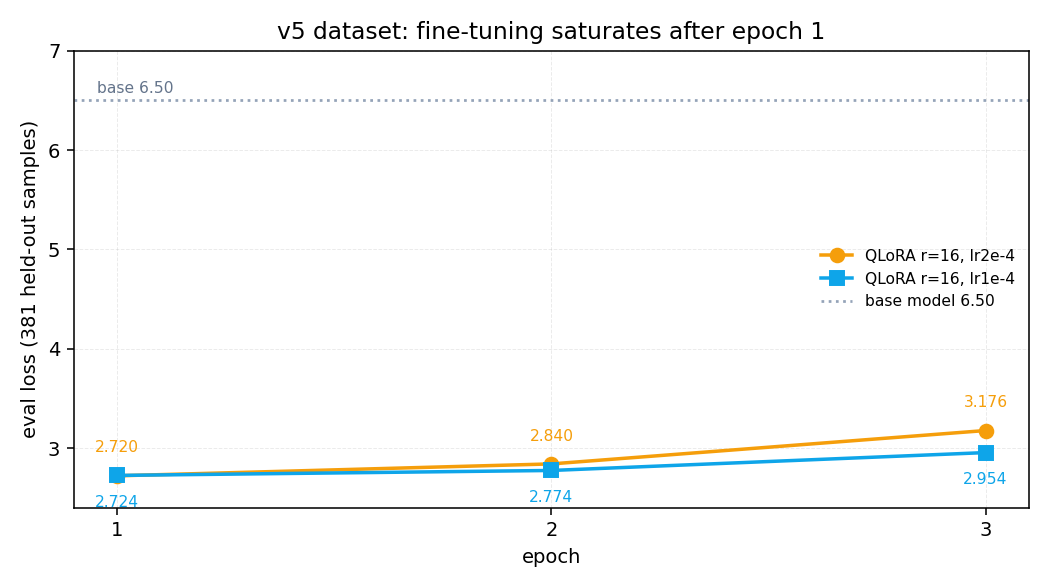 v5 dataset: fine-tuning saturates after epoch 1
7
base 6.50
6
5
4
3
eval loss (381 held-out samples)
QLoRA r=16, lr2e-4
QLoRA r=16, lr1e-4
base model 6.50
2.720
2.840
3.176
2.724
2.774
2.954
1
2
3
epoch